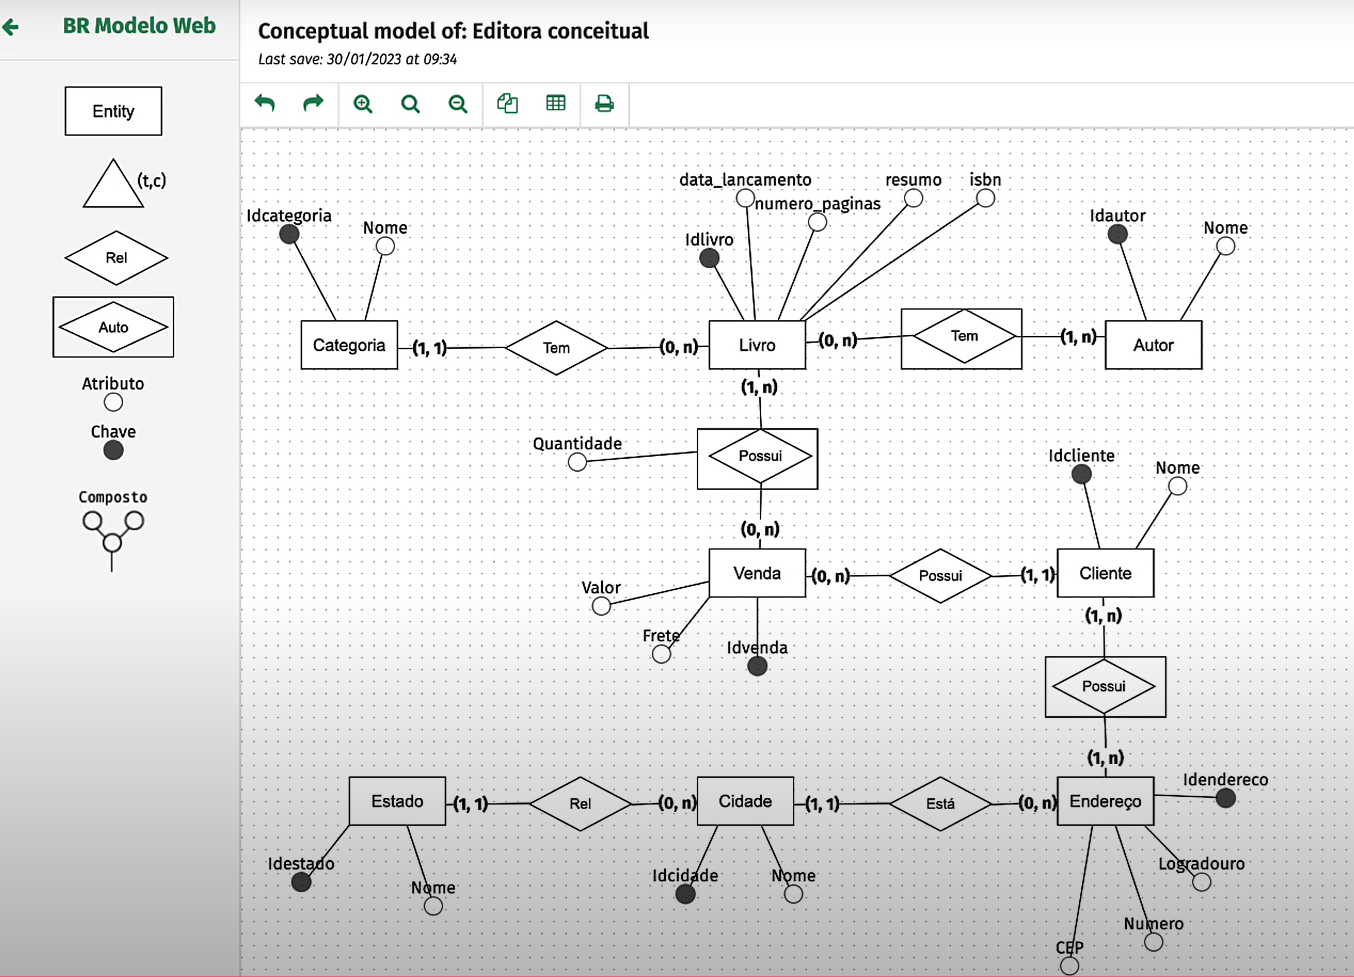 BR Modelo Web
Conceptual model of: Editora conceitual
Last save: 30/01/2023 at 09:34
Entity
(t,c)
Rel
Auto
Atributo
Chave
Composto
data_lancamento
resumo
isbn
numero_paginas
Idcategoria
Nome
Idlivro
Idautor
Nome
Categoria
(1, 1)
Tem
(0, n)
Livro
(0, n)
Tem
(1, n)
Autor
(1, n)
Quantidade
Possui
(0, n)
Idcliente
Nome
Venda
(0, n)
Possui
(1, 1)
Cliente
Valor
Frete
Idvenda
(1, n)
Possui
(1, n)
Idendereco
Estado
(1, 1)
Rel
(0, n)
Cidade
(1, 1)
Está
(0, n)
Endereço
Idestado
Nome
Idcidade
Nome
Logradouro
Numero
CEP